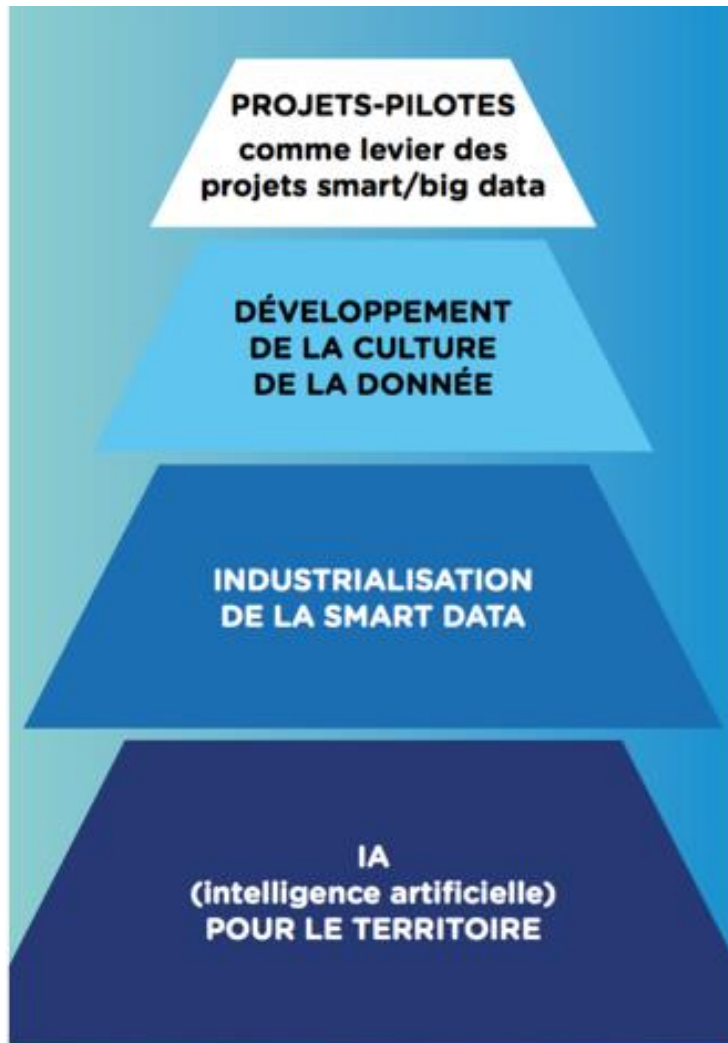 PROJETS-PILOTES
comme levier des
projets smart/big data
DÉVELOPPEMENT
DE LA CULTURE
DE LA DONNÉE
INDUSTRIALISATION
DE LA SMART DATA
IA
(intelligence artificielle)
POUR LE TERRITOIRE